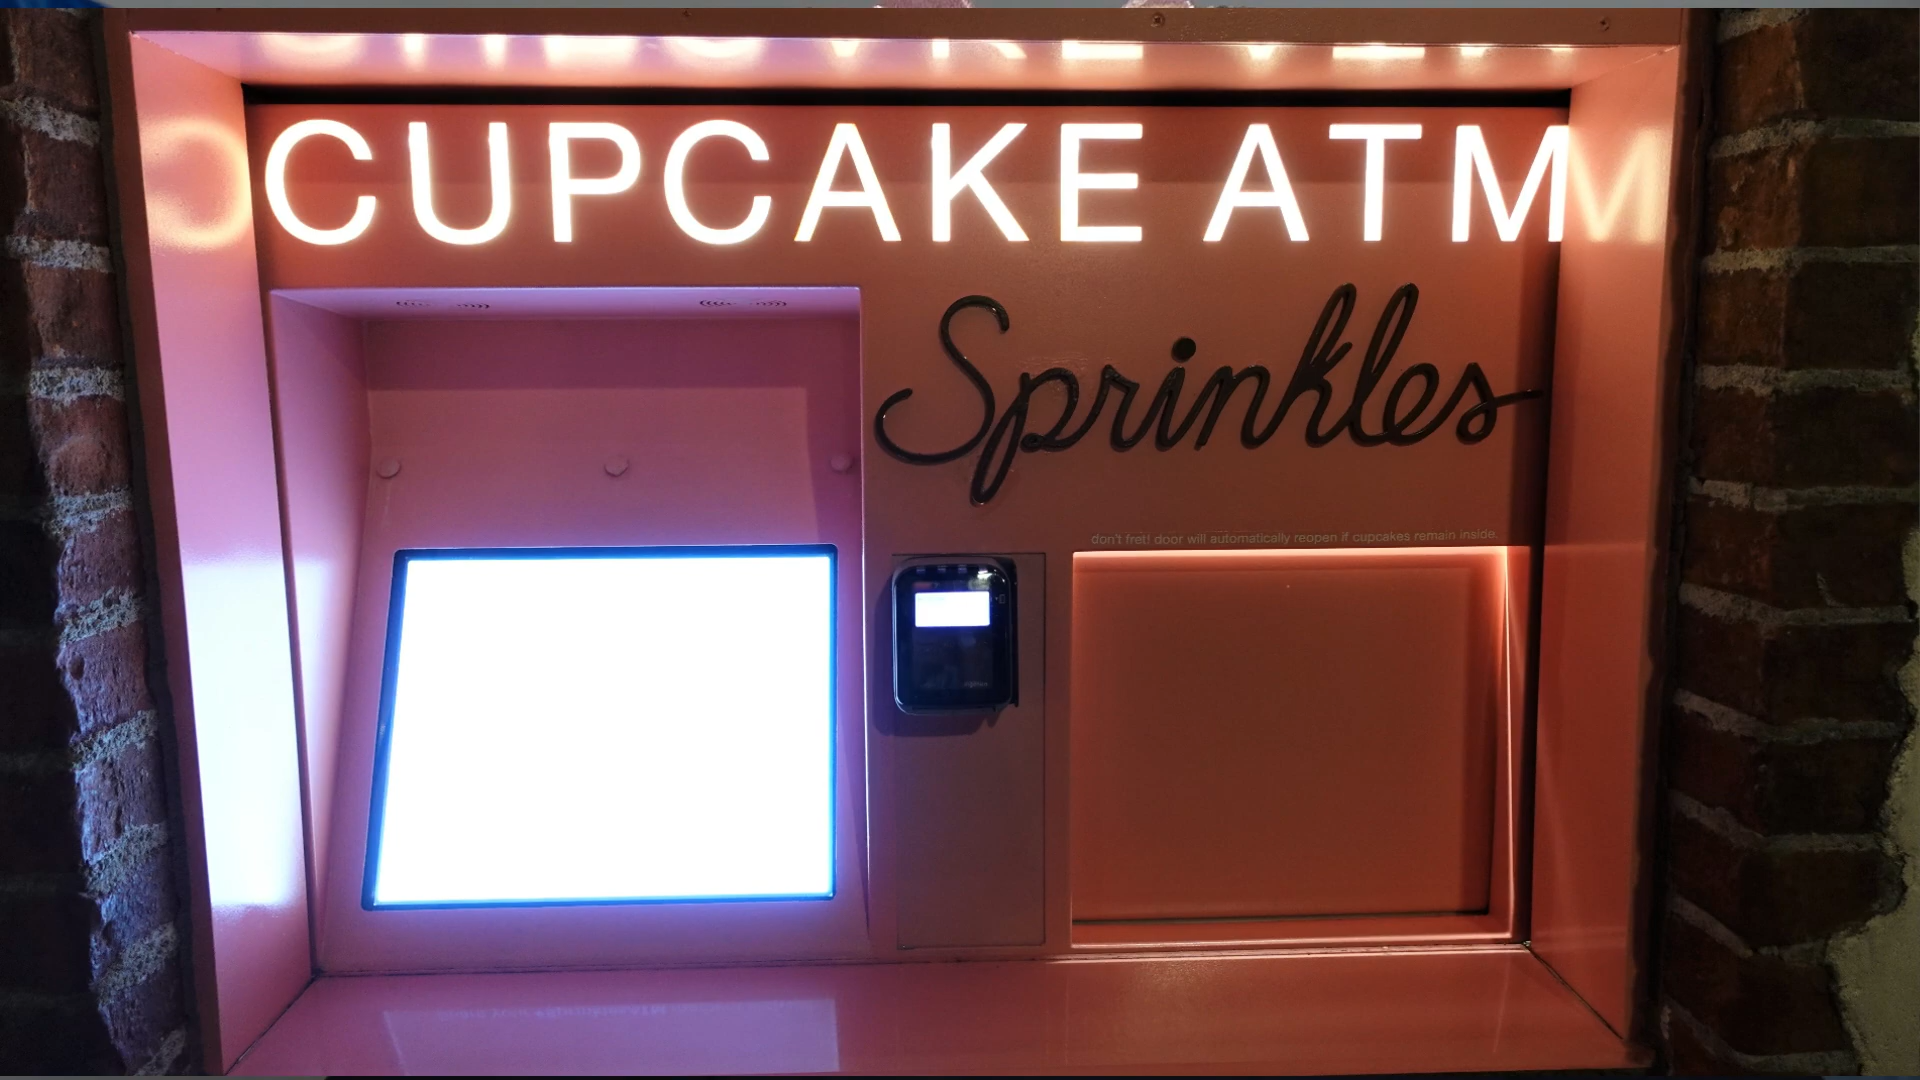 CUPCAKE ATM
Sprinkles
don't fret! door will automatically reopen if cupcakes remain inside.